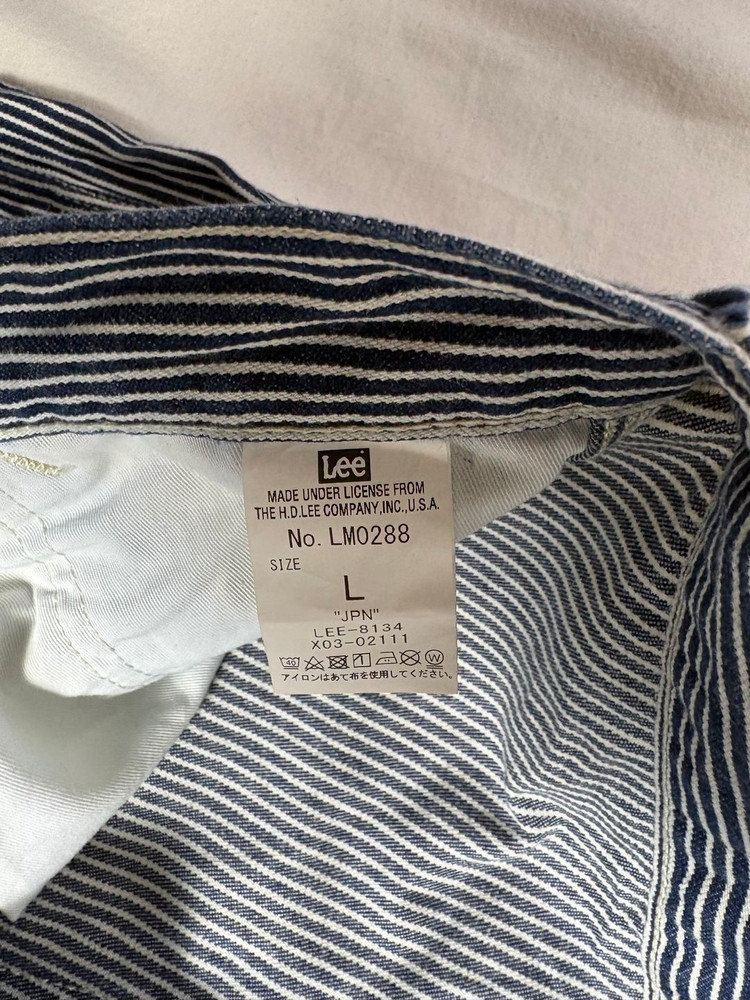 Lee
MADE UNDER LICENSE FROM
THE H.D.LEE COMPANY,INC.,U.S.A.
No. LM0288
SIZE
L
"JPN"
LEE-8134
X03-02111
40 W
アイロンはあて布を使用してください。